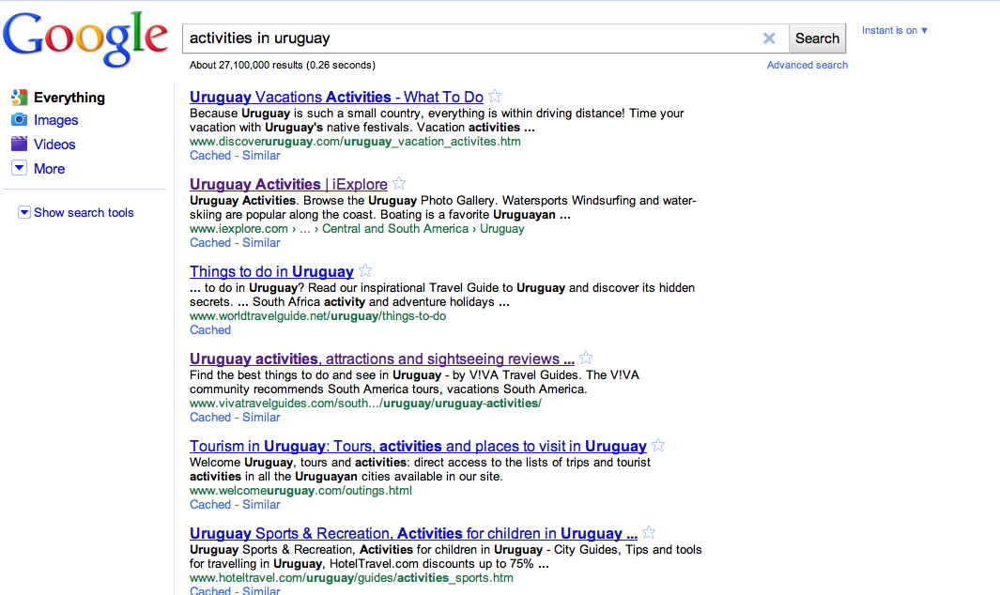 Google
activities in uruguay
Search
Instant is on ▼
About 27,100,000 results (0.26 seconds)
Advanced search
Everything
Images
Videos
More
Show search tools
Uruguay Vacations Activities - What To Do
Because Uruguay is such a small country, everything is within driving distance! Time your
vacation with Uruguay's native festivals. Vacation activities ...
www.discoveruruguay.com/uruguay_vacation_activites.htm
Cached - Similar
Uruguay Activities | iExplore
Uruguay Activities. Browse the Uruguay Photo Gallery. Watersports Windsurfing and water-
skiing are popular along the coast. Boating is a favorite Uruguayan ...
www.iexplore.com › ... › Central and South America › Uruguay
Cached - Similar
Things to do in Uruguay
... to do in Uruguay? Read our inspirational Travel Guide to Uruguay and discover its hidden
secrets. ... South Africa activity and adventure holidays ...
www.worldtravelguide.net/uruguay/things-to-do
Cached
Uruguay activities, attractions and sightseeing reviews ...
Find the best things to do and see in Uruguay - by V!VA Travel Guides. The V!VA
community recommends South America tours, vacations South America.
www.vivatravelguides.com/south.../uruguay/uruguay-activities/
Cached - Similar
Tourism in Uruguay: Tours, activities and places to visit in Uruguay
Welcome Uruguay, tours and activities: direct access to the lists of trips and tourist
activities in all the Uruguayan cities available in our site.
www.welcomeuruguay.com/outings.html
Cached - Similar
Uruguay Sports & Recreation, Activities for children in Uruguay ...
Uruguay Sports & Recreation, Activities for children in Uruguay - City Guides, Tips and tools
for travelling in Uruguay, HotelTravel.com discounts up to 75% ...
www.hoteltravel.com/uruguay/guides/activities_sports.htm
Cached - Similar